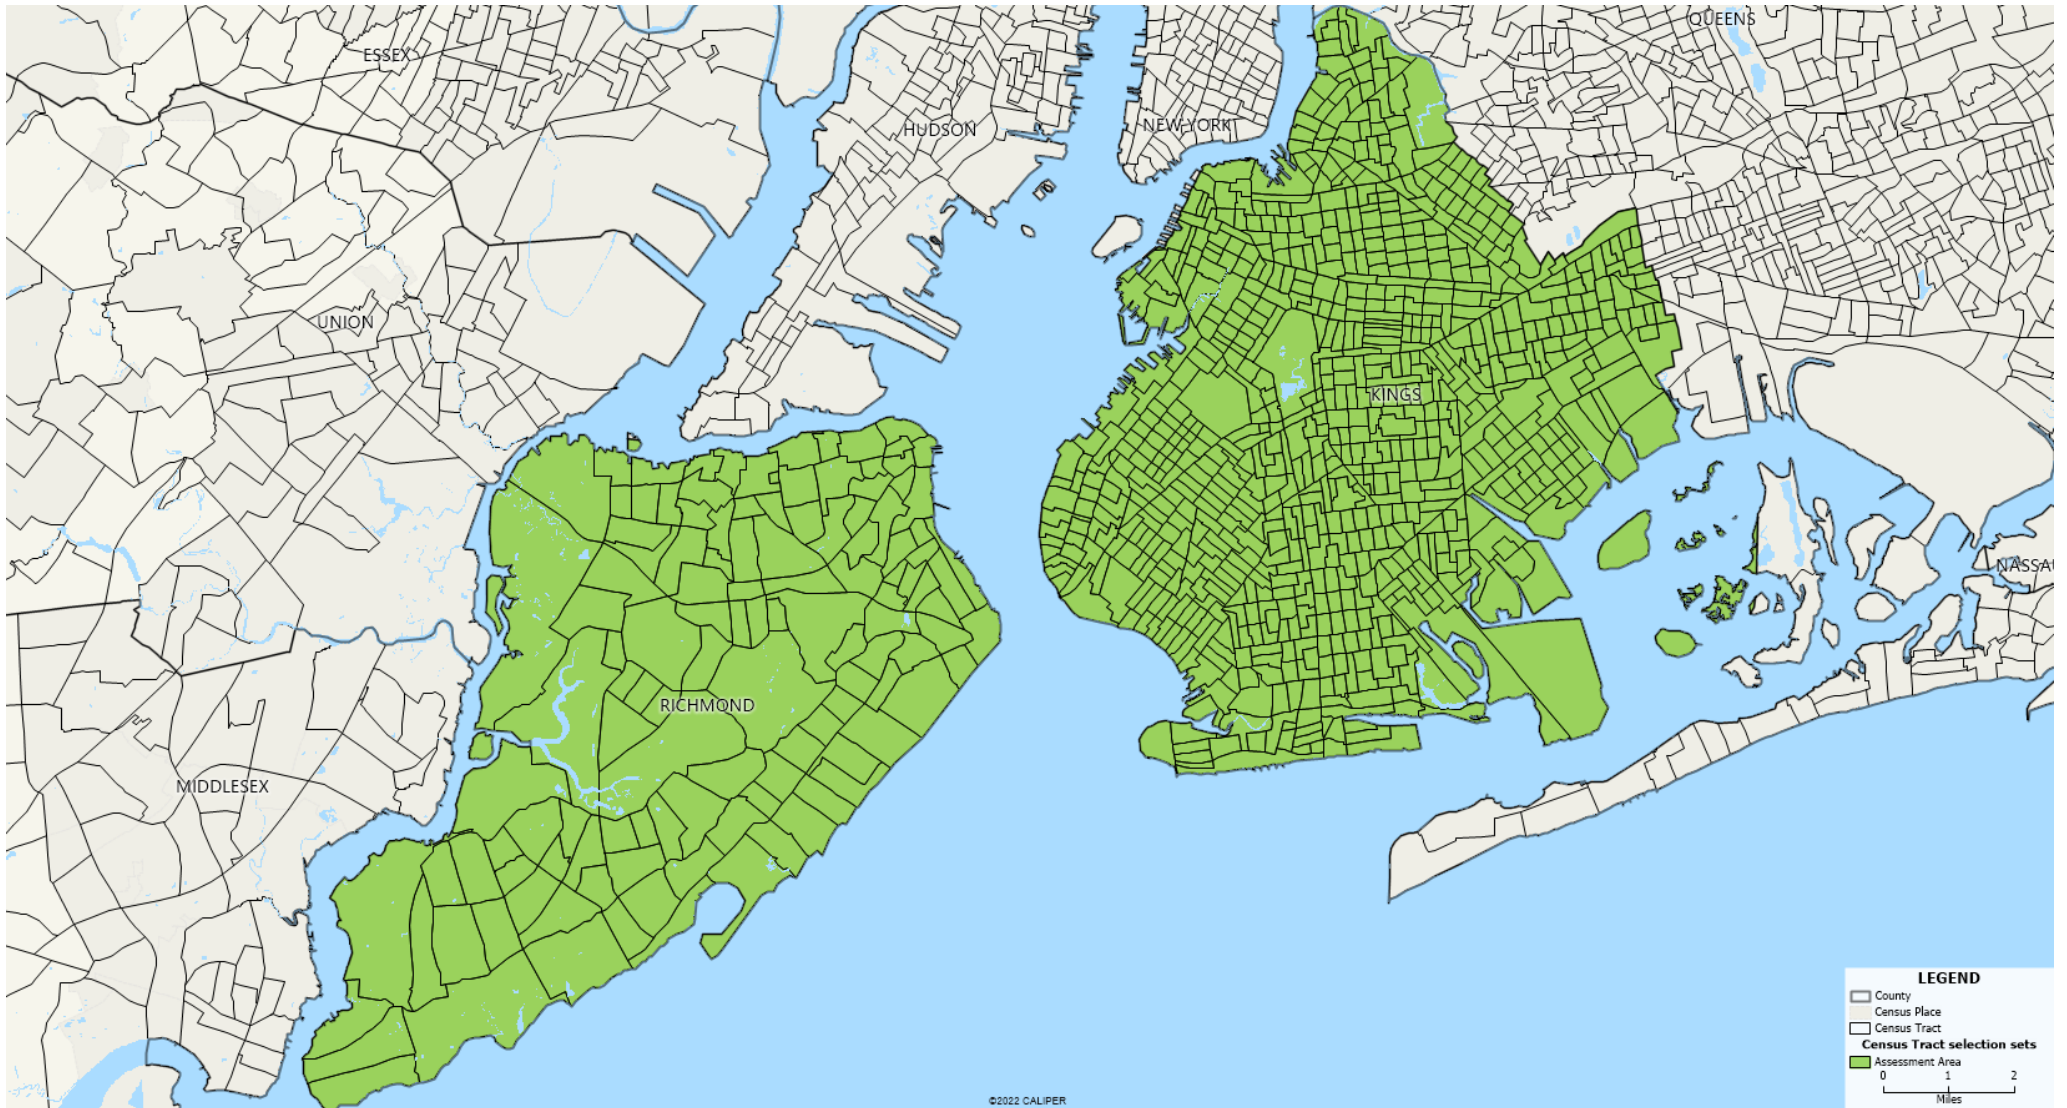 QUEENS
ESSEX
HUDSON
NEW YORK
UNION
KINGS
NASSAU
RICHMOND
MIDDLESEX
LEGEND
County
Census Place
Census Tract
Census Tract selection sets
Assessment Area
0 1 2
Miles
©2022 CALIPER